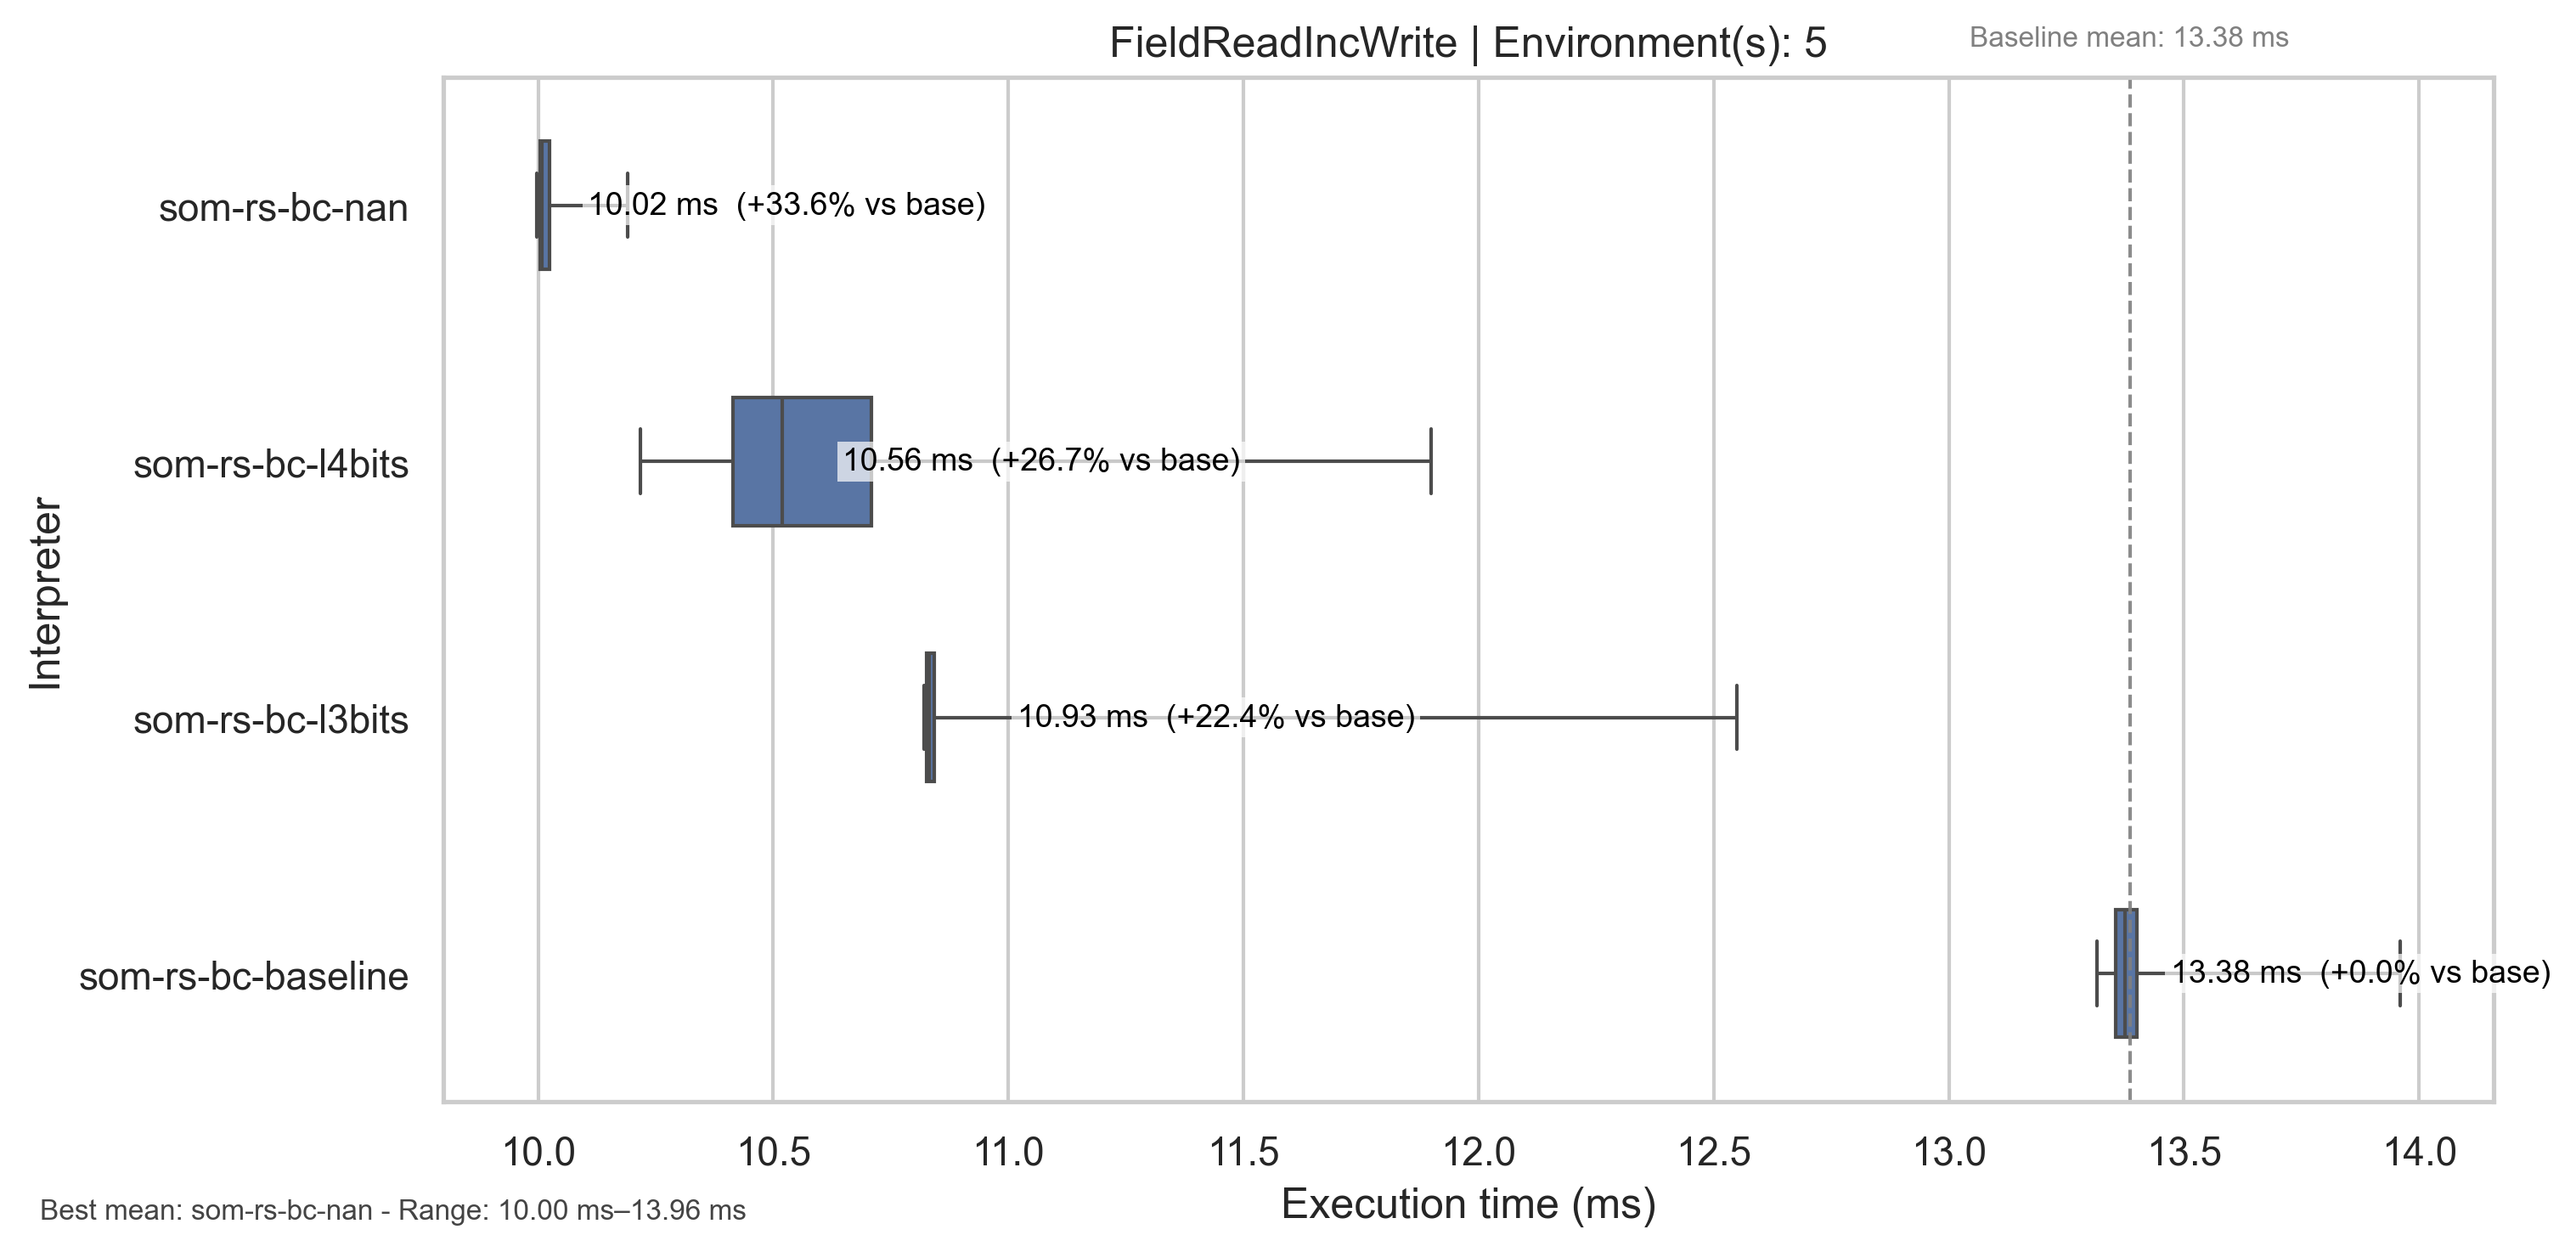 FieldReadIncWrite | Environment(s): 5
Baseline mean: 13.38 ms
Interpreter
som-rs-bc-nan
10.02 ms (+33.6% vs base)
som-rs-bc-l4bits
10.56 ms (+26.7% vs base)
som-rs-bc-l3bits
10.93 ms (+22.4% vs base)
som-rs-bc-baseline
13.38 ms (+0.0% vs base)
10.0 10.5 11.0 11.5 12.0 12.5 13.0 13.5 14.0
Execution time (ms)
Best mean: som-rs-bc-nan - Range: 10.00 ms–13.96 ms